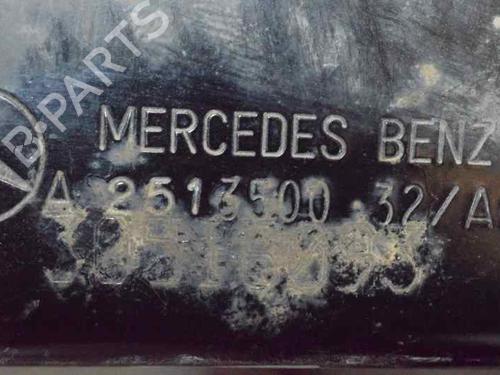 B-PARTS
MERCEDES BENZ
A 2513500 32/A